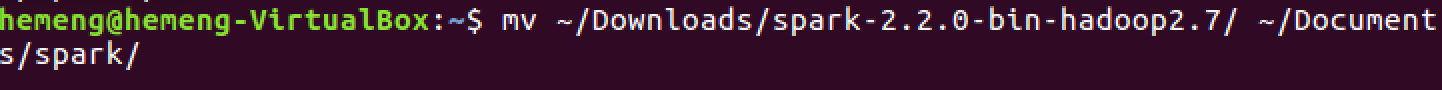 hemeng@hemeng-VirtualBox:~$ mv ~/Downloads/spark-2.2.0-bin-hadoop2.7/ ~/Document
s/spark/